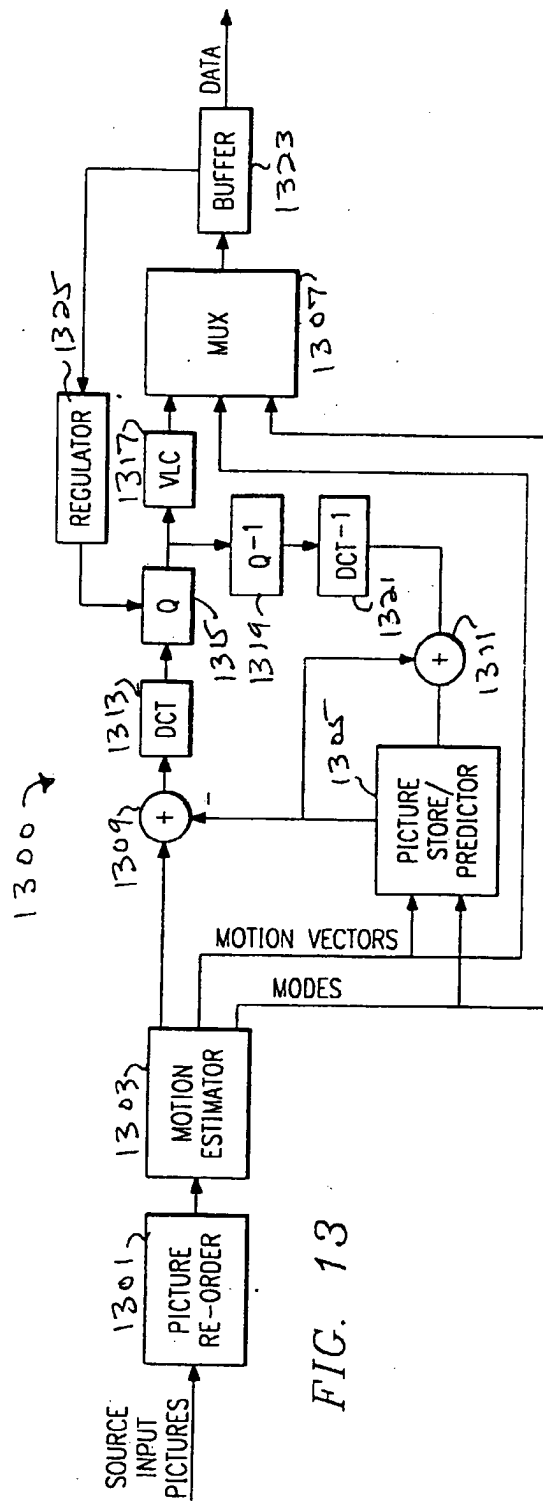 1300
SOURCE
INPUT
PICTURES
1301
PICTURE
RE-ORDER
1303
MOTION
ESTIMATOR
MOTION VECTORS
MODES
1309
+
-
1313
DCT
Q
1315
1317
VLC
REGULATOR
1325
Q-1
1319
DCT-1
1321
+
1311
1305
PICTURE
STORE/
PREDICTOR
MUX
1307
BUFFER
1323
DATA
FIG. 13